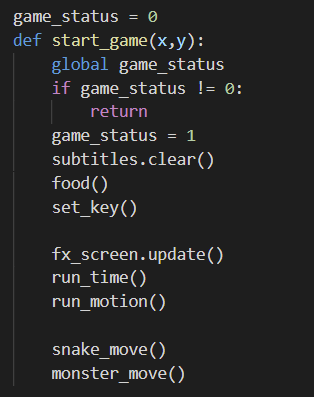 game_status = 0
def start_game(x,y):
    global game_status
    if game_status != 0:
        return
    game_status = 1
    subtitles.clear()
    food()
    set_key()

    fx_screen.update()
    run_time()
    run_motion()

    snake_move()
    monster_move()